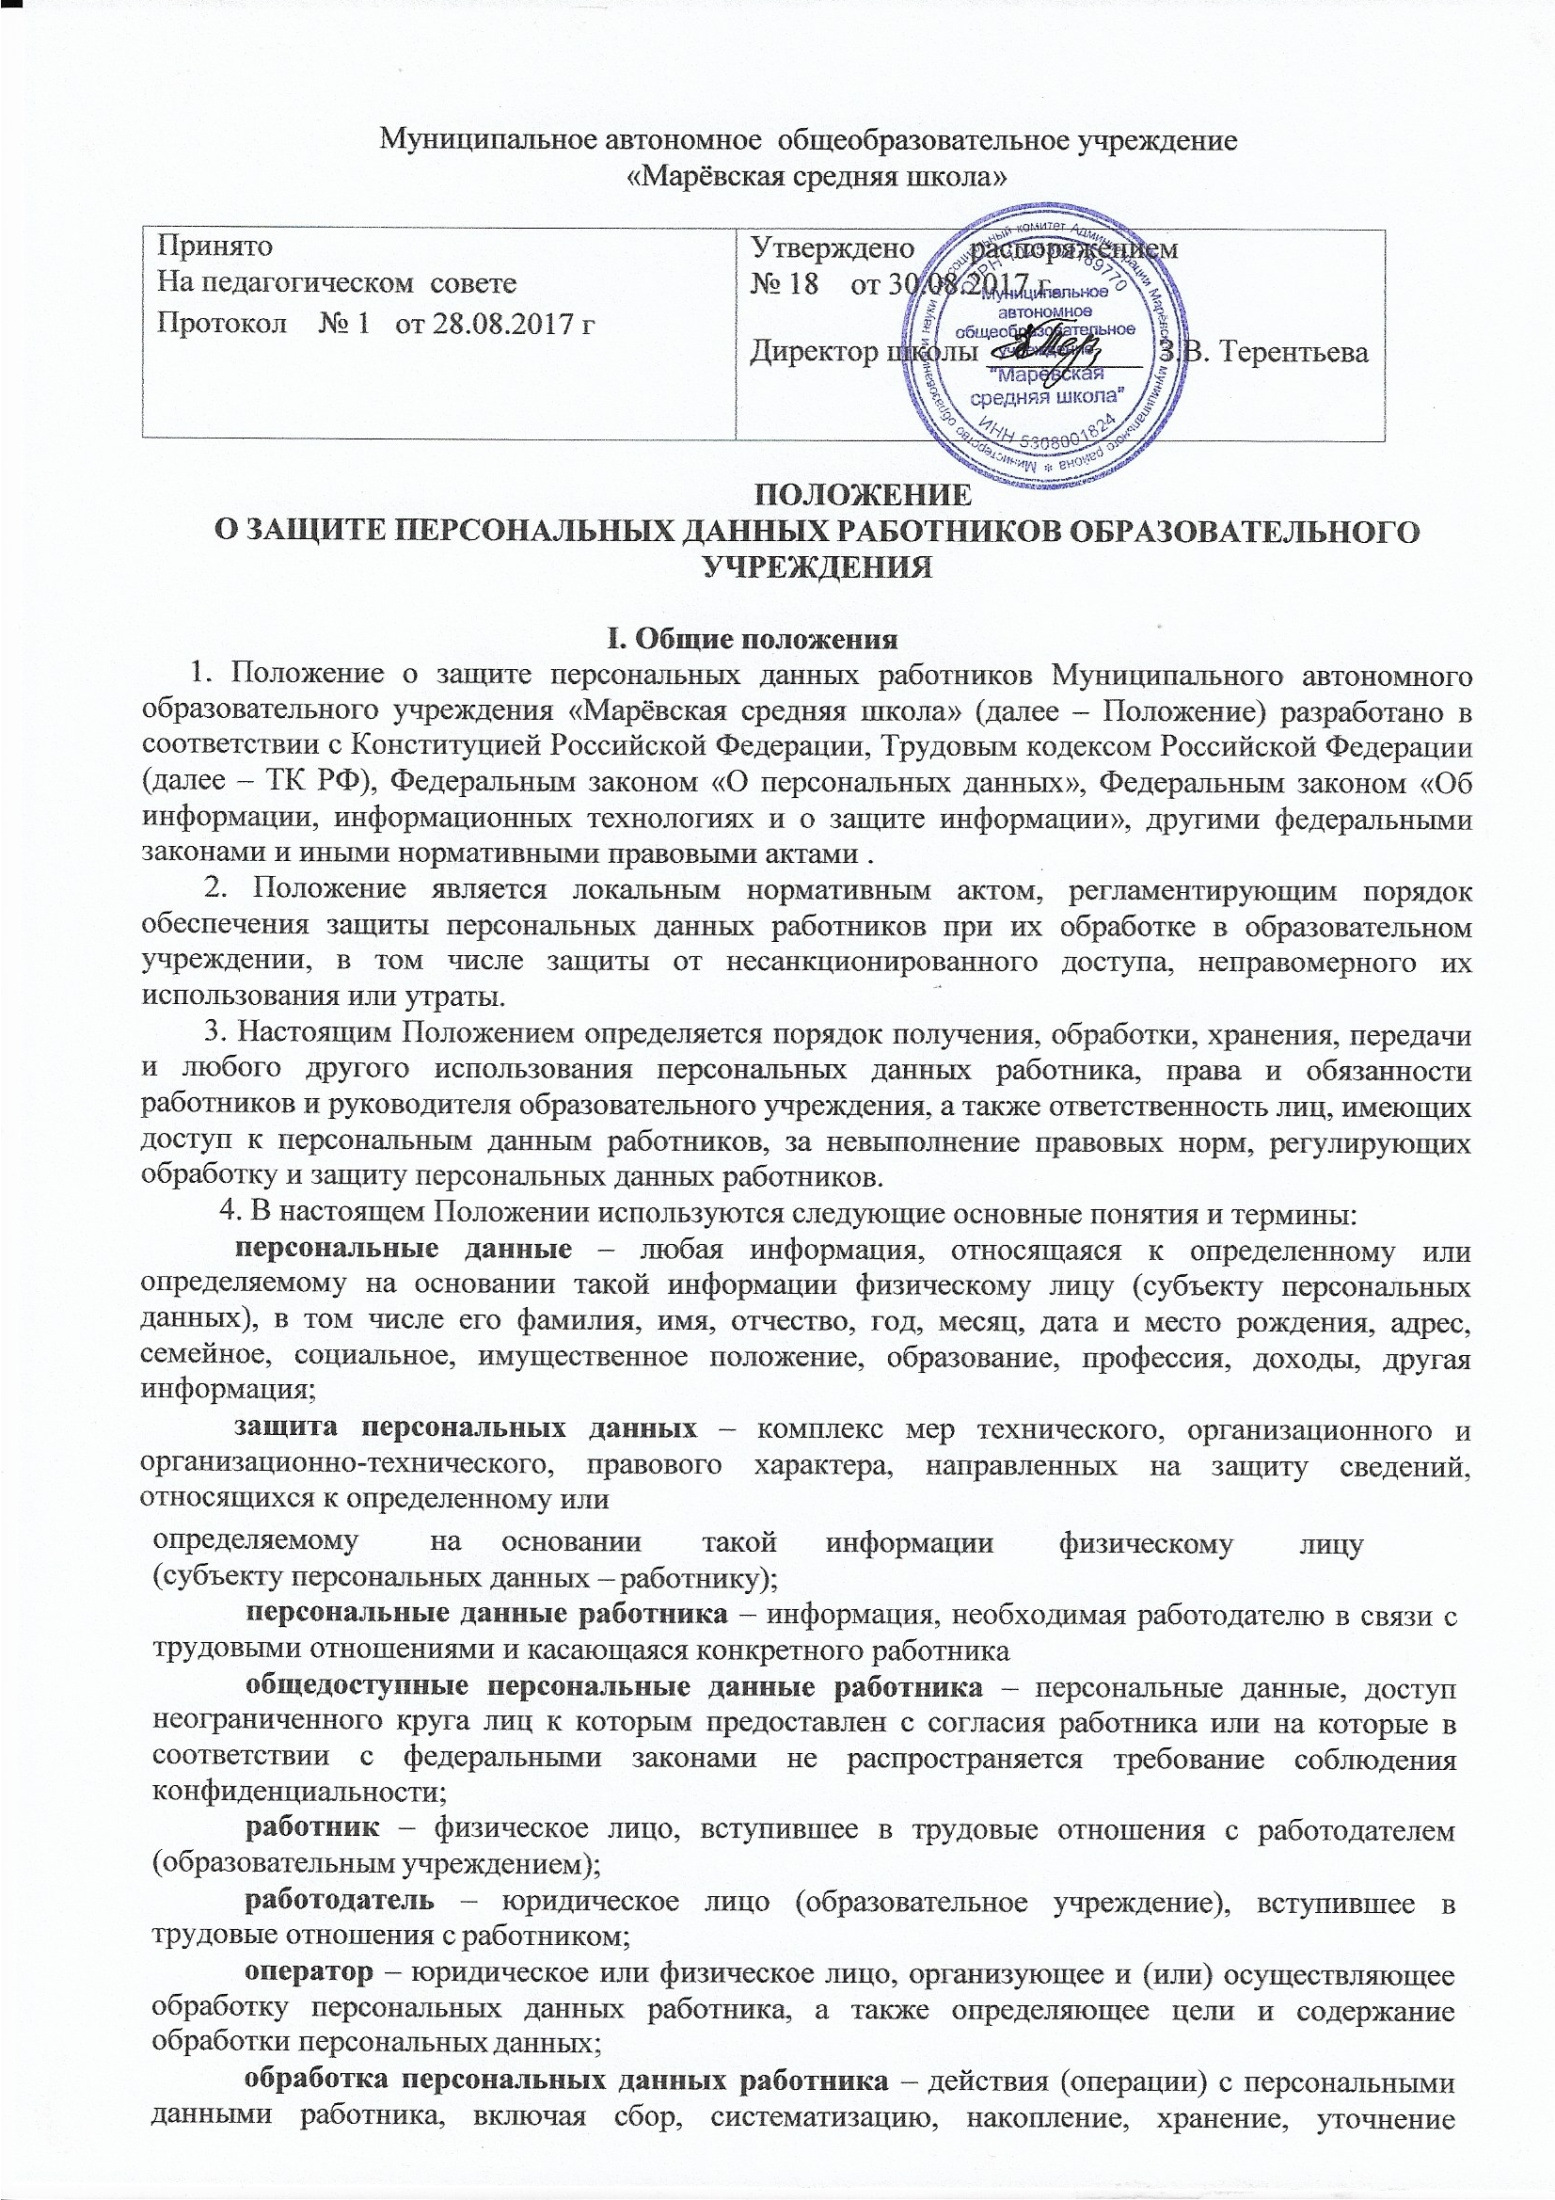 Муниципальное автономное общеобразовательное учреждение
«Марёвская средняя школа»
Принято
На педагогическом совете
Протокол № 1 от 28.08.2017 г
Утверждено распоряжением
№ 18 от 30.08.2017 г.
Директор школы З.В. Терентьева
Муниципальное
автономное
общеобразовательное
учреждение
"Марёвская
средняя школа"
ИНН 5308001824
ПОЛОЖЕНИЕ
О ЗАЩИТЕ ПЕРСОНАЛЬНЫХ ДАННЫХ РАБОТНИКОВ ОБРАЗОВАТЕЛЬНОГО
УЧРЕЖДЕНИЯ
I. Общие положения
1. Положение о защите персональных данных работников Муниципального автономного
образовательного учреждения «Марёвская средняя школа» (далее – Положение) разработано в
соответствии с Конституцией Российской Федерации, Трудовым кодексом Российской Федерации
(далее – ТК РФ), Федеральным законом «О персональных данных», Федеральным законом «Об
информации, информационных технологиях и о защите информации», другими федеральными
законами и иными нормативными правовыми актами .
2. Положение является локальным нормативным актом, регламентирующим порядок
обеспечения защиты персональных данных работников при их обработке в образовательном
учреждении, в том числе защиты от несанкционированного доступа, неправомерного их
использования или утраты.
3. Настоящим Положением определяется порядок получения, обработки, хранения, передачи
и любого другого использования персональных данных работника, права и обязанности
работников и руководителя образовательного учреждения, а также ответственность лиц, имеющих
доступ к персональным данным работников, за невыполнение правовых норм, регулирующих
обработку и защиту персональных данных работников.
4. В настоящем Положении используются следующие основные понятия и термины:
персональные данные – любая информация, относящаяся к определенному или
определяемому на основании такой информации физическому лицу (субъекту персональных
данных), в том числе его фамилия, имя, отчество, год, месяц, дата и место рождения, адрес,
семейное, социальное, имущественное положение, образование, профессия, доходы, другая
информация;
защита персональных данных – комплекс мер технического, организационного и
организационно-технического, правового характера, направленных на защиту сведений,
относящихся к определенному или
определяемому на основании такой информации физическому лицу
(субъекту персональных данных – работнику);
персональные данные работника – информация, необходимая работодателю в связи с
трудовыми отношениями и касающаяся конкретного работника
общедоступные персональные данные работника – персональные данные, доступ
неограниченного круга лиц к которым предоставлен с согласия работника или на которые в
соответствии с федеральными законами не распространяется требование соблюдения
конфиденциальности;
работник – физическое лицо, вступившее в трудовые отношения с работодателем
(образовательным учреждением);
работодатель – юридическое лицо (образовательное учреждение), вступившее в
трудовые отношения с работником;
оператор – юридическое или физическое лицо, организующее и (или) осуществляющее
обработку персональных данных работника, а также определяющее цели и содержание
обработки персональных данных;
обработка персональных данных работника – действия (операции) с персональными
данными работника, включая сбор, систематизацию, накопление, хранение, уточнение